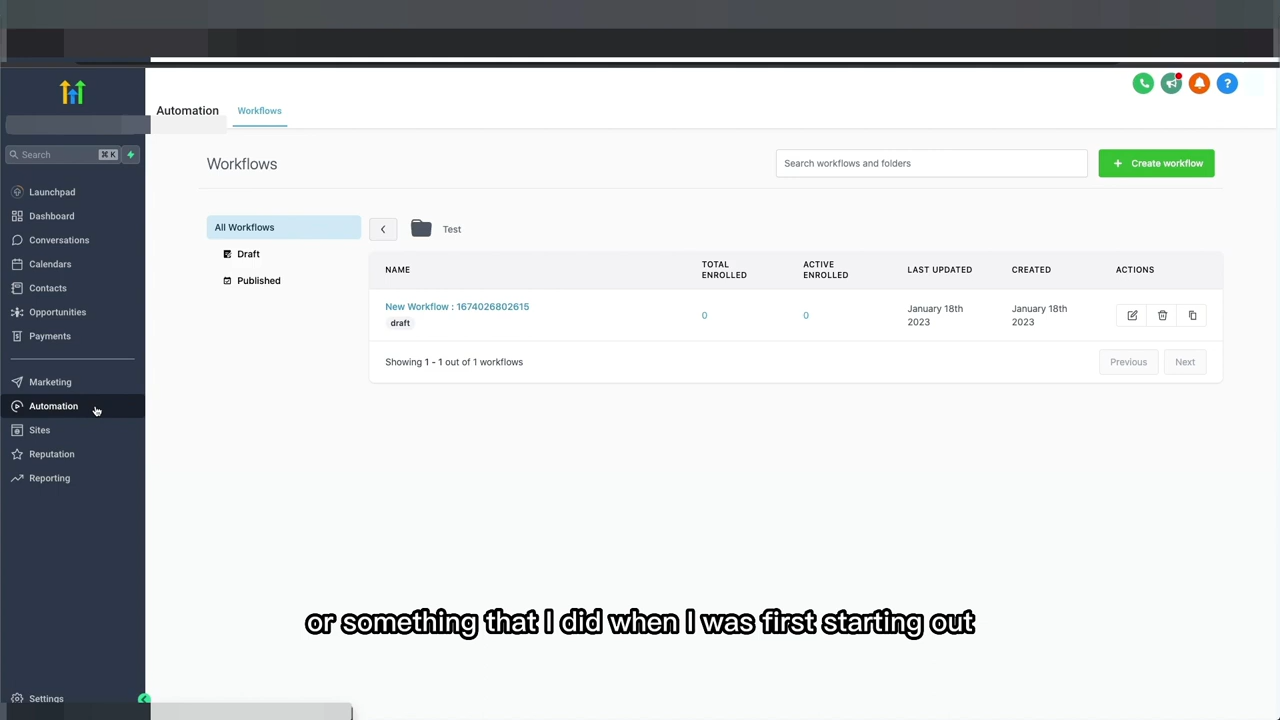 Automation
Workflows
Search
⌘ K
Launchpad
Dashboard
Conversations
Calendars
Contacts
Opportunities
Payments
Marketing
Automation
Sites
Reputation
Reporting
Settings
Workflows
Search workflows and folders
+ Create workflow
All Workflows
Draft
Published
Test
NAME
TOTAL ENROLLED
ACTIVE ENROLLED
LAST UPDATED
CREATED
ACTIONS
New Workflow : 1674026802615
draft
0
0
January 18th 2023
January 18th 2023
Showing 1 - 1 out of 1 workflows
Previous
Next
or something that I did when I was first starting out